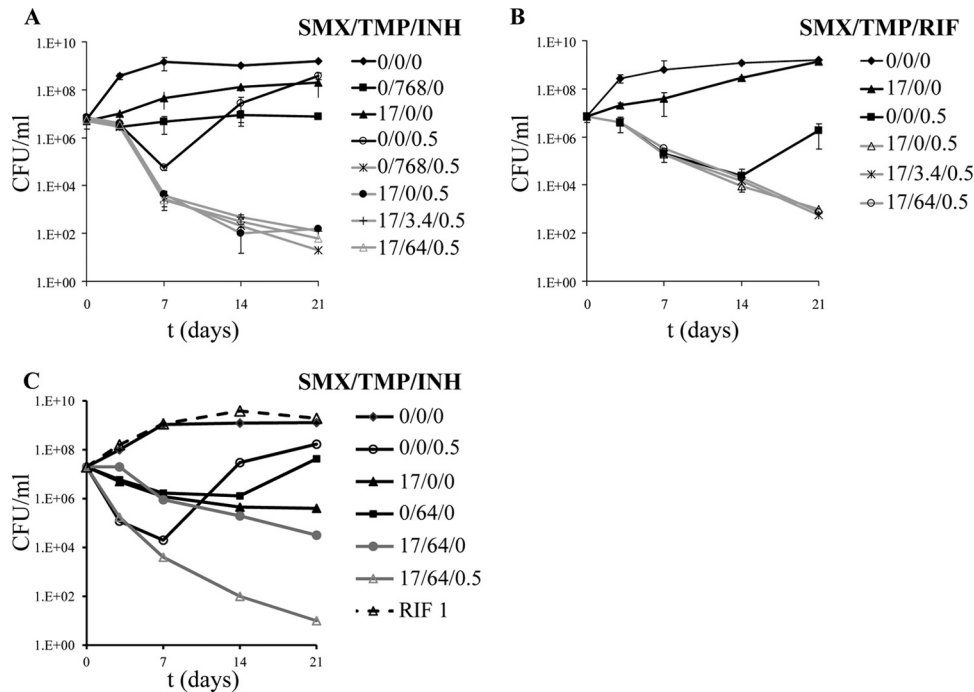 A
SMX/TMP/INH
1.E+10
1.E+08
1.E+06
1.E+04
1.E+02
1.E+00
CFU/ml
0
7
14
21
t (days)
0/0/0
0/768/0
17/0/0
0/0/0.5
0/768/0.5
17/0/0.5
17/3.4/0.5
17/64/0.5
B
SMX/TMP/RIF
1.E+10
1.E+08
1.E+06
1.E+04
1.E+02
1.E+00
CFU/ml
0
7
14
21
t (days)
0/0/0
17/0/0
0/0/0.5
17/0/0.5
17/3.4/0.5
17/64/0.5
C
SMX/TMP/INH
1.E+10
1.E+08
1.E+06
1.E+04
1.E+02
1.E+00
CFU/ml
0
7
14
21
t (days)
0/0/0
0/0/0.5
17/0/0
0/64/0
17/64/0
17/64/0.5
RIF 1